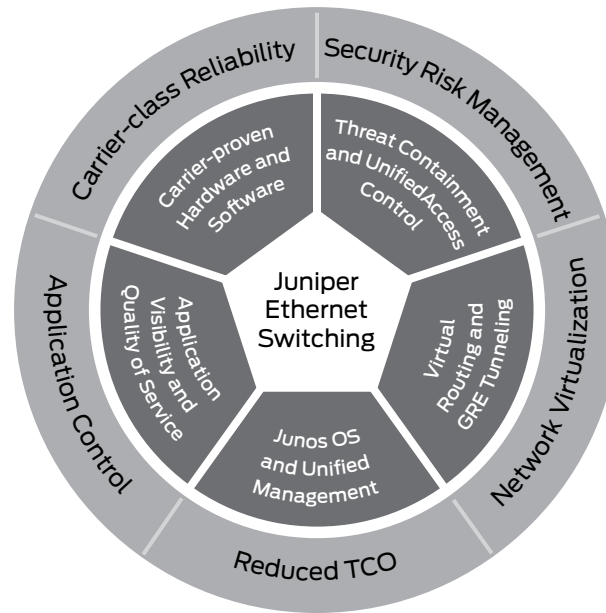 Carrier-class Reliability
Security Risk Management
Network Virtualization
Reduced TCO
Application Control
Carrier-proven
Hardware and
Software
Threat Containment
and Unified Access
Control
Virtual
Routing and
GRE Tunneling
Junos OS
and Unified
Management
Application
Visibility and
Quality of Service
Juniper
Ethernet
Switching